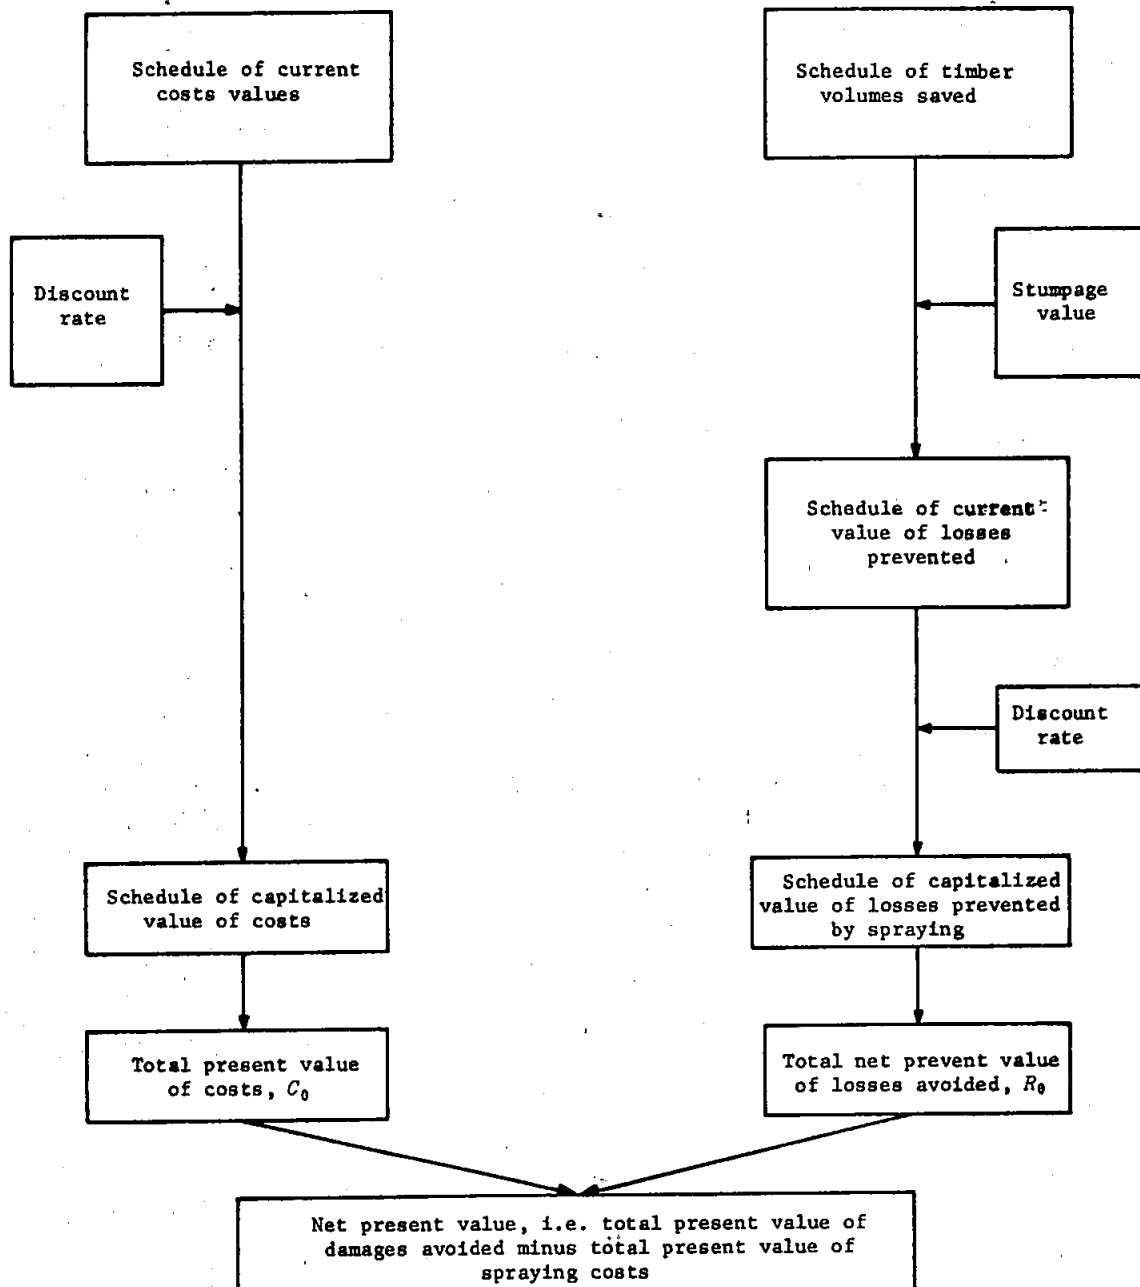 Schedule of current
costs values
Schedule of timber
volumes saved
Discount
rate
Stumpage
value
Schedule of current
value of losses
prevented
Discount
rate
Schedule of capitalized
value of costs
Schedule of capitalized
value of losses prevented
by spraying
Total present value
of costs, C₀
Total net prevent value
of losses avoided, R₀
Net present value, i.e. total present value of
damages avoided minus total present value of
spraying costs